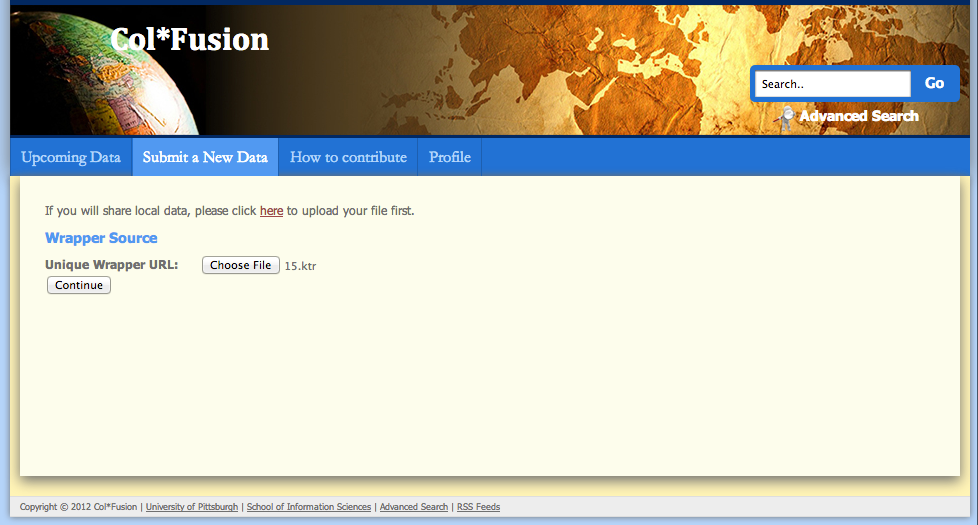 Col*Fusion
Search..
Go
Advanced Search
Upcoming Data Submit a New Data How to contribute Profile
If you will share local data, please click here to upload your file first.
Wrapper Source
Unique Wrapper URL: Choose File 15.ktr
Continue
Copyright © 2012 Col*Fusion | University of Pittsburgh | School of Information Sciences | Advanced Search | RSS Feeds